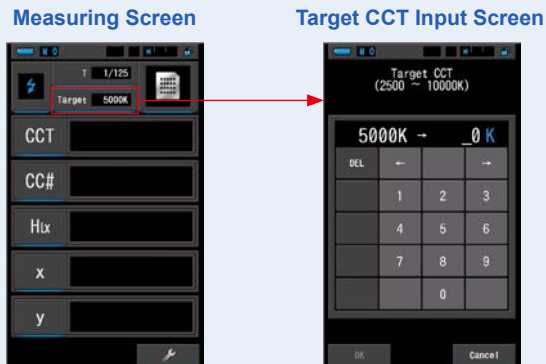 Measuring Screen
Target CCT Input Screen
T 1/125
Target 5000K
CCT
CC#
HLx
x
y
Target CCT
(2500 ~ 10000K)
5000K → _0 K
DEL ← →
1 2 3
4 5 6
7 8 9
0
OK Cancel